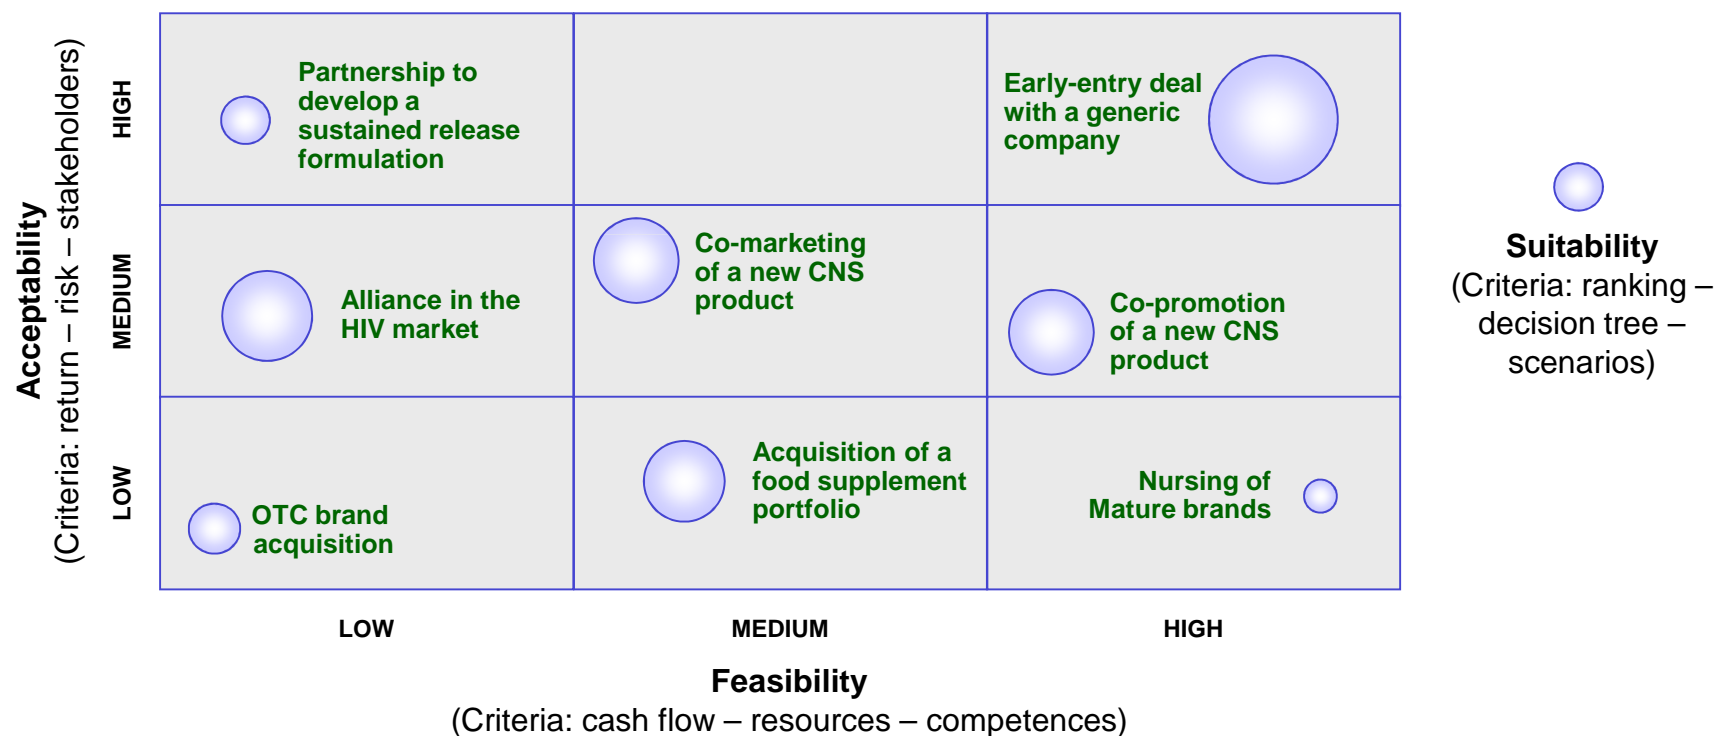 Acceptability
(Criteria: return – risk – stakeholders)
HIGH
MEDIUM
LOW
Partnership to
develop a
sustained release
formulation
Early-entry deal
with a generic
company
Alliance in the
HIV market
Co-marketing
of a new CNS
product
Co-promotion
of a new CNS
product
OTC brand
acquisition
Acquisition of a
food supplement
portfolio
Nursing of
Mature brands
LOW
MEDIUM
HIGH
Feasibility
(Criteria: cash flow – resources – competences)
Suitability
(Criteria: ranking –
decision tree –
scenarios)